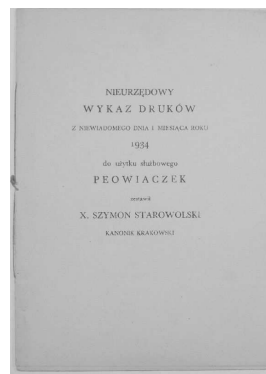 NIEURZĘDOWY
WYKAZ DRUKÓW
Z NIEWIADOMEGO DNIA I MIESIĄCA ROKU
1934
do użytku służbowego
PEOWIACZEK
zestawił
X. SZYMON STAROWOLSKI
KANONIK KRAKOWSKI